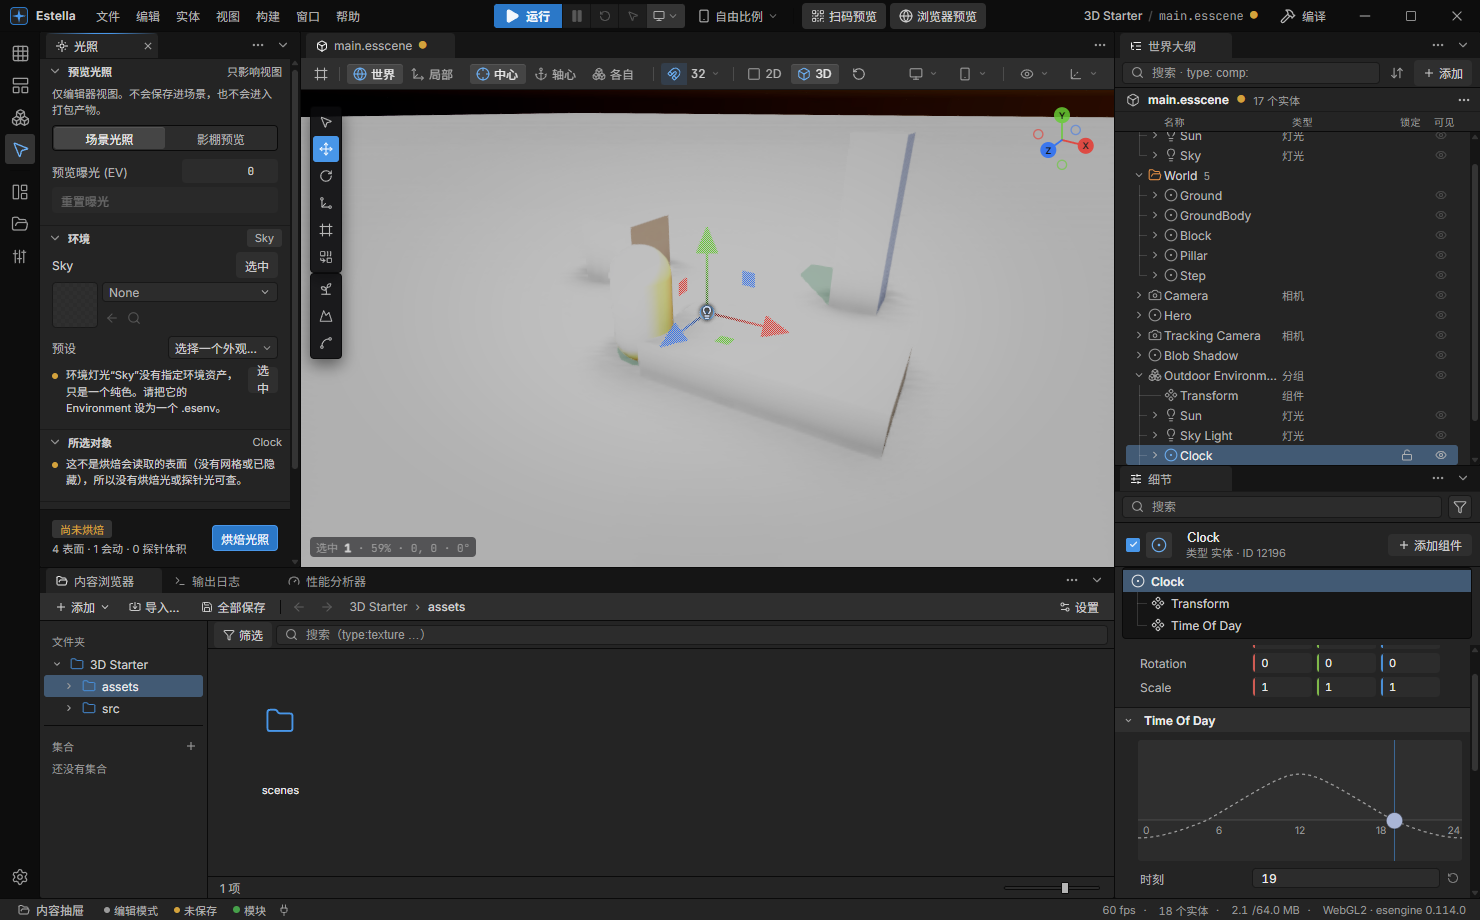 Estella 文件 编辑 实体 视图 构建 窗口 帮助 运行 自由比例 扫码预览 浏览器预览 3D Starter / main.esscene 编译
光照
预览光照 只影响视图
仅编辑器视图。不会保存进场景，也不会进入
打包产物。
场景光照 影棚预览
预览曝光 (EV) 0
重置曝光
环境 Sky
Sky 选中
None
预设 选择一个外观...
环境灯光“Sky”没有指定环境资产，
只是一个纯色。请把它的
Environment 设为一个 .esenv。
选中
所选对象 Clock
这不是烘焙会读取的表面（没有网格或已隐
藏），所以没有烘焙光或探针光可查。
尚未烘焙
4 表面 · 1 会动 · 0 探针体积
烘焙光照
main.esscene
世界 局部 中心 轴心 各自 32 2D 3D
Y
X
Z
选中 1 · 59% · 0, 0 · 0°
世界大纲
搜索 · type: comp: 添加
main.esscene 17 个实体
名称 类型 锁定 可见
Sun 灯光
Sky 灯光
World 5
Ground
GroundBody
Block
Pillar
Step
Camera 相机
Hero
Tracking Camera 相机
Blob Shadow
Outdoor Environm... 分组
Transform 组件
Sun 灯光
Sky Light 灯光
Clock
细节
搜索
Clock
类型 实体 · ID 12196
添加组件
Clock
Transform
Time Of Day
Rotation 0 0 0
Scale 1 1 1
Time Of Day
0 6 12 18 24
时刻 19
内容浏览器 输出日志 性能分析器
添加 导入... 全部保存 3D Starter › assets 设置
文件夹
3D Starter
assets
src
集合
还没有集合
筛选 搜索（type:texture ...）
scenes
1 项
内容抽屉 编辑模式 未保存 模块 60 fps · 18 个实体 · 2.1 /64.0 MB · WebGL2 · esengine 0.114.0